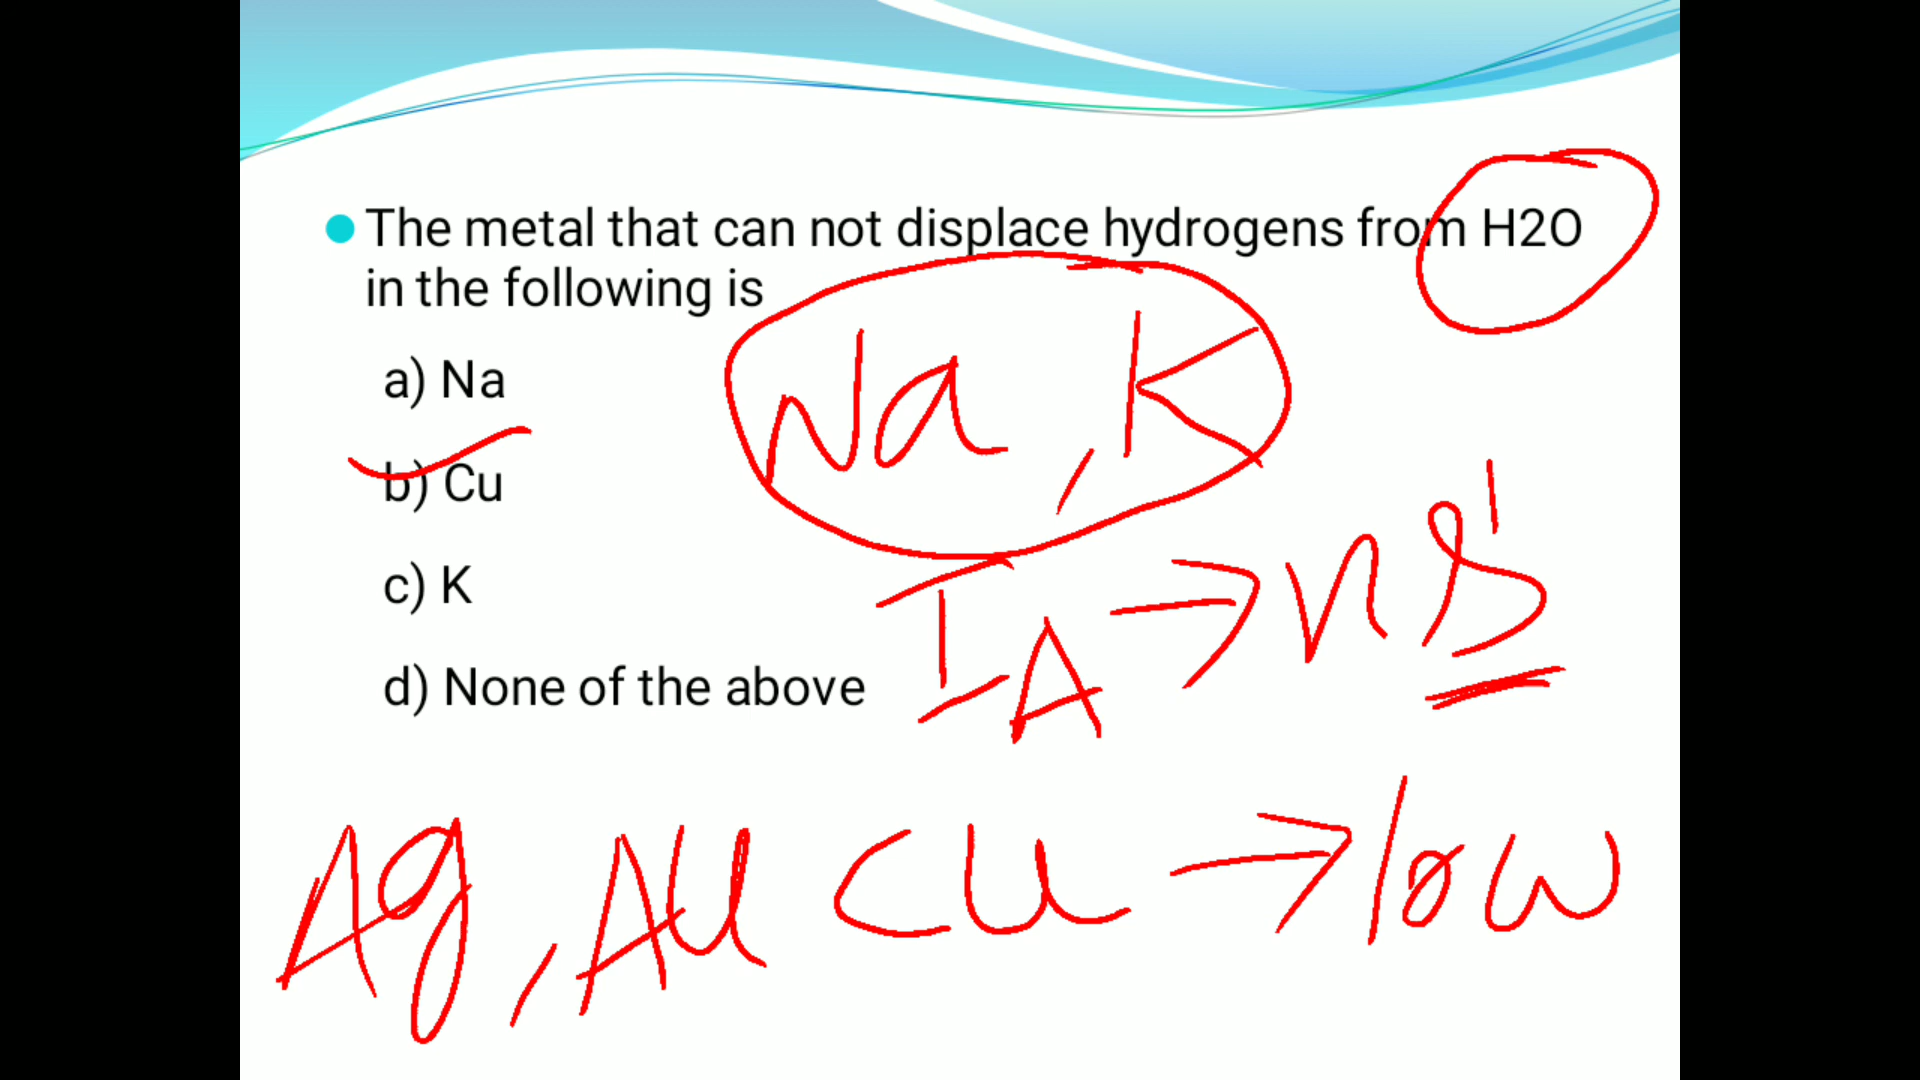 The metal that can not displace hydrogens from H2O
in the following is
a) Na
Na, K
b) Cu
c) K
IA → ns¹
d) None of the above
Ag, Au Cu → low